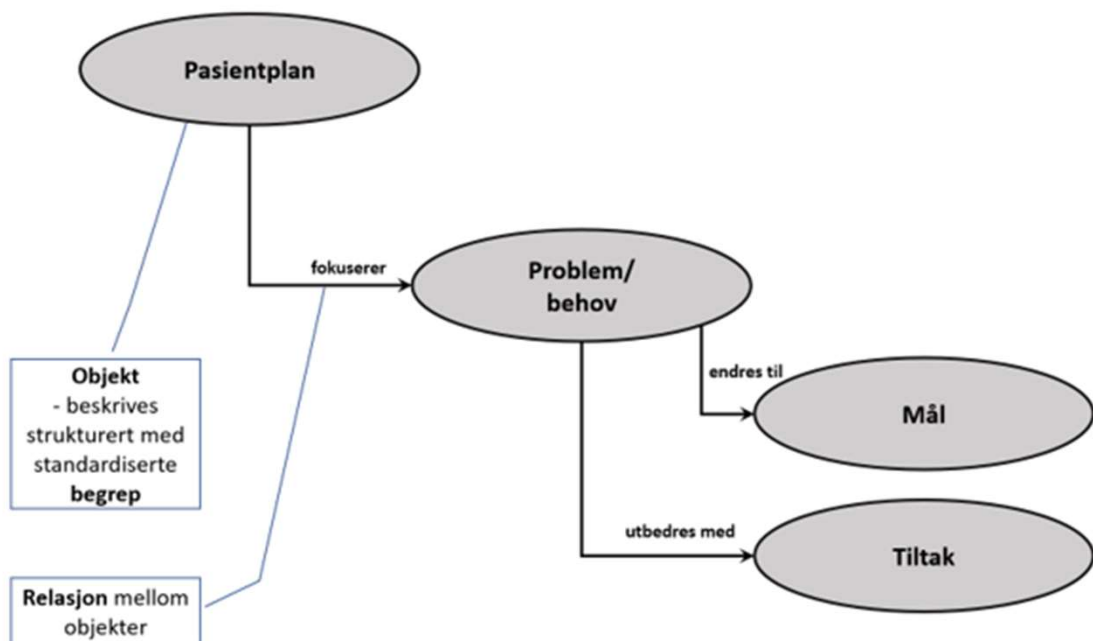 Pasientplan
fokuserer
Problem/
behov
endres til
Mål
utbedres med
Tiltak
Objekt
- beskrives
strukturert med
standardiserte
begrep
Relasjon mellom
objekter